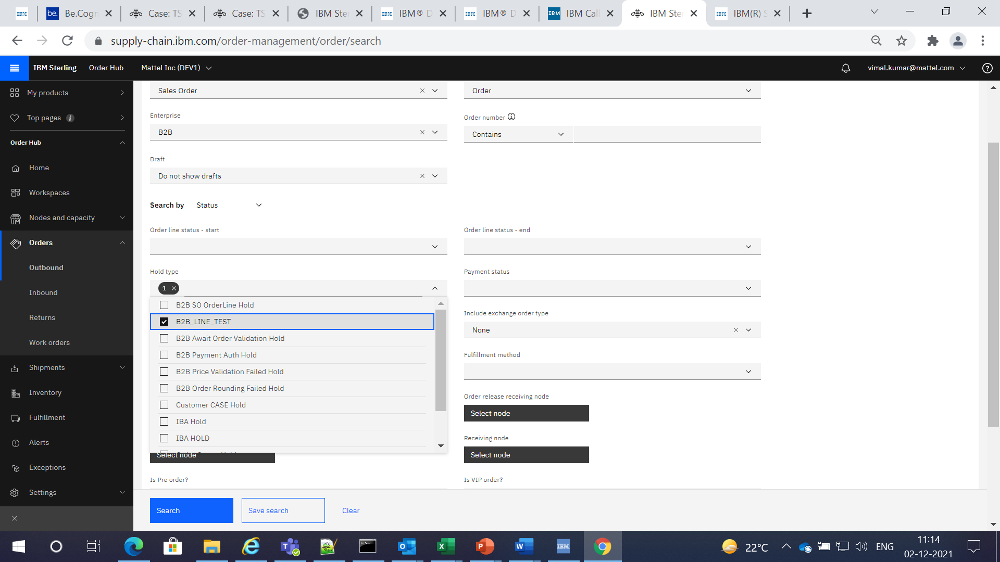 be. Be.Cogn
Case: TS
Case: TS
IBM Ster
IBM® D
IBM® D
IBM IBM Call
IBM Ster
IBM(R) S
supply-chain.ibm.com/order-management/order/search
IBM Sterling Order Hub Mattel Inc (DEV1)
vimal.kumar@mattel.com
My products
Top pages
Order Hub
Home
Workspaces
Nodes and capacity
Orders
Outbound
Inbound
Returns
Work orders
Shipments
Inventory
Fulfillment
Alerts
Exceptions
Settings
Sales Order
Order
Enterprise
B2B
Order number
Contains
Draft
Do not show drafts
Search by Status
Order line status - start
Order line status - end
Hold type
1
Payment status
B2B SO OrderLine Hold
B2B_LINE_TEST
B2B Await Order Validation Hold
B2B Payment Auth Hold
B2B Price Validation Failed Hold
B2B Order Rounding Failed Hold
Customer CASE Hold
IBA Hold
IBA HOLD
Select node
Include exchange order type
None
Fulfillment method
Order release receiving node
Select node
Receiving node
Select node
Is Pre order?
Is VIP order?
Search Save search Clear
22°C
ENG
11:14
02-12-2021